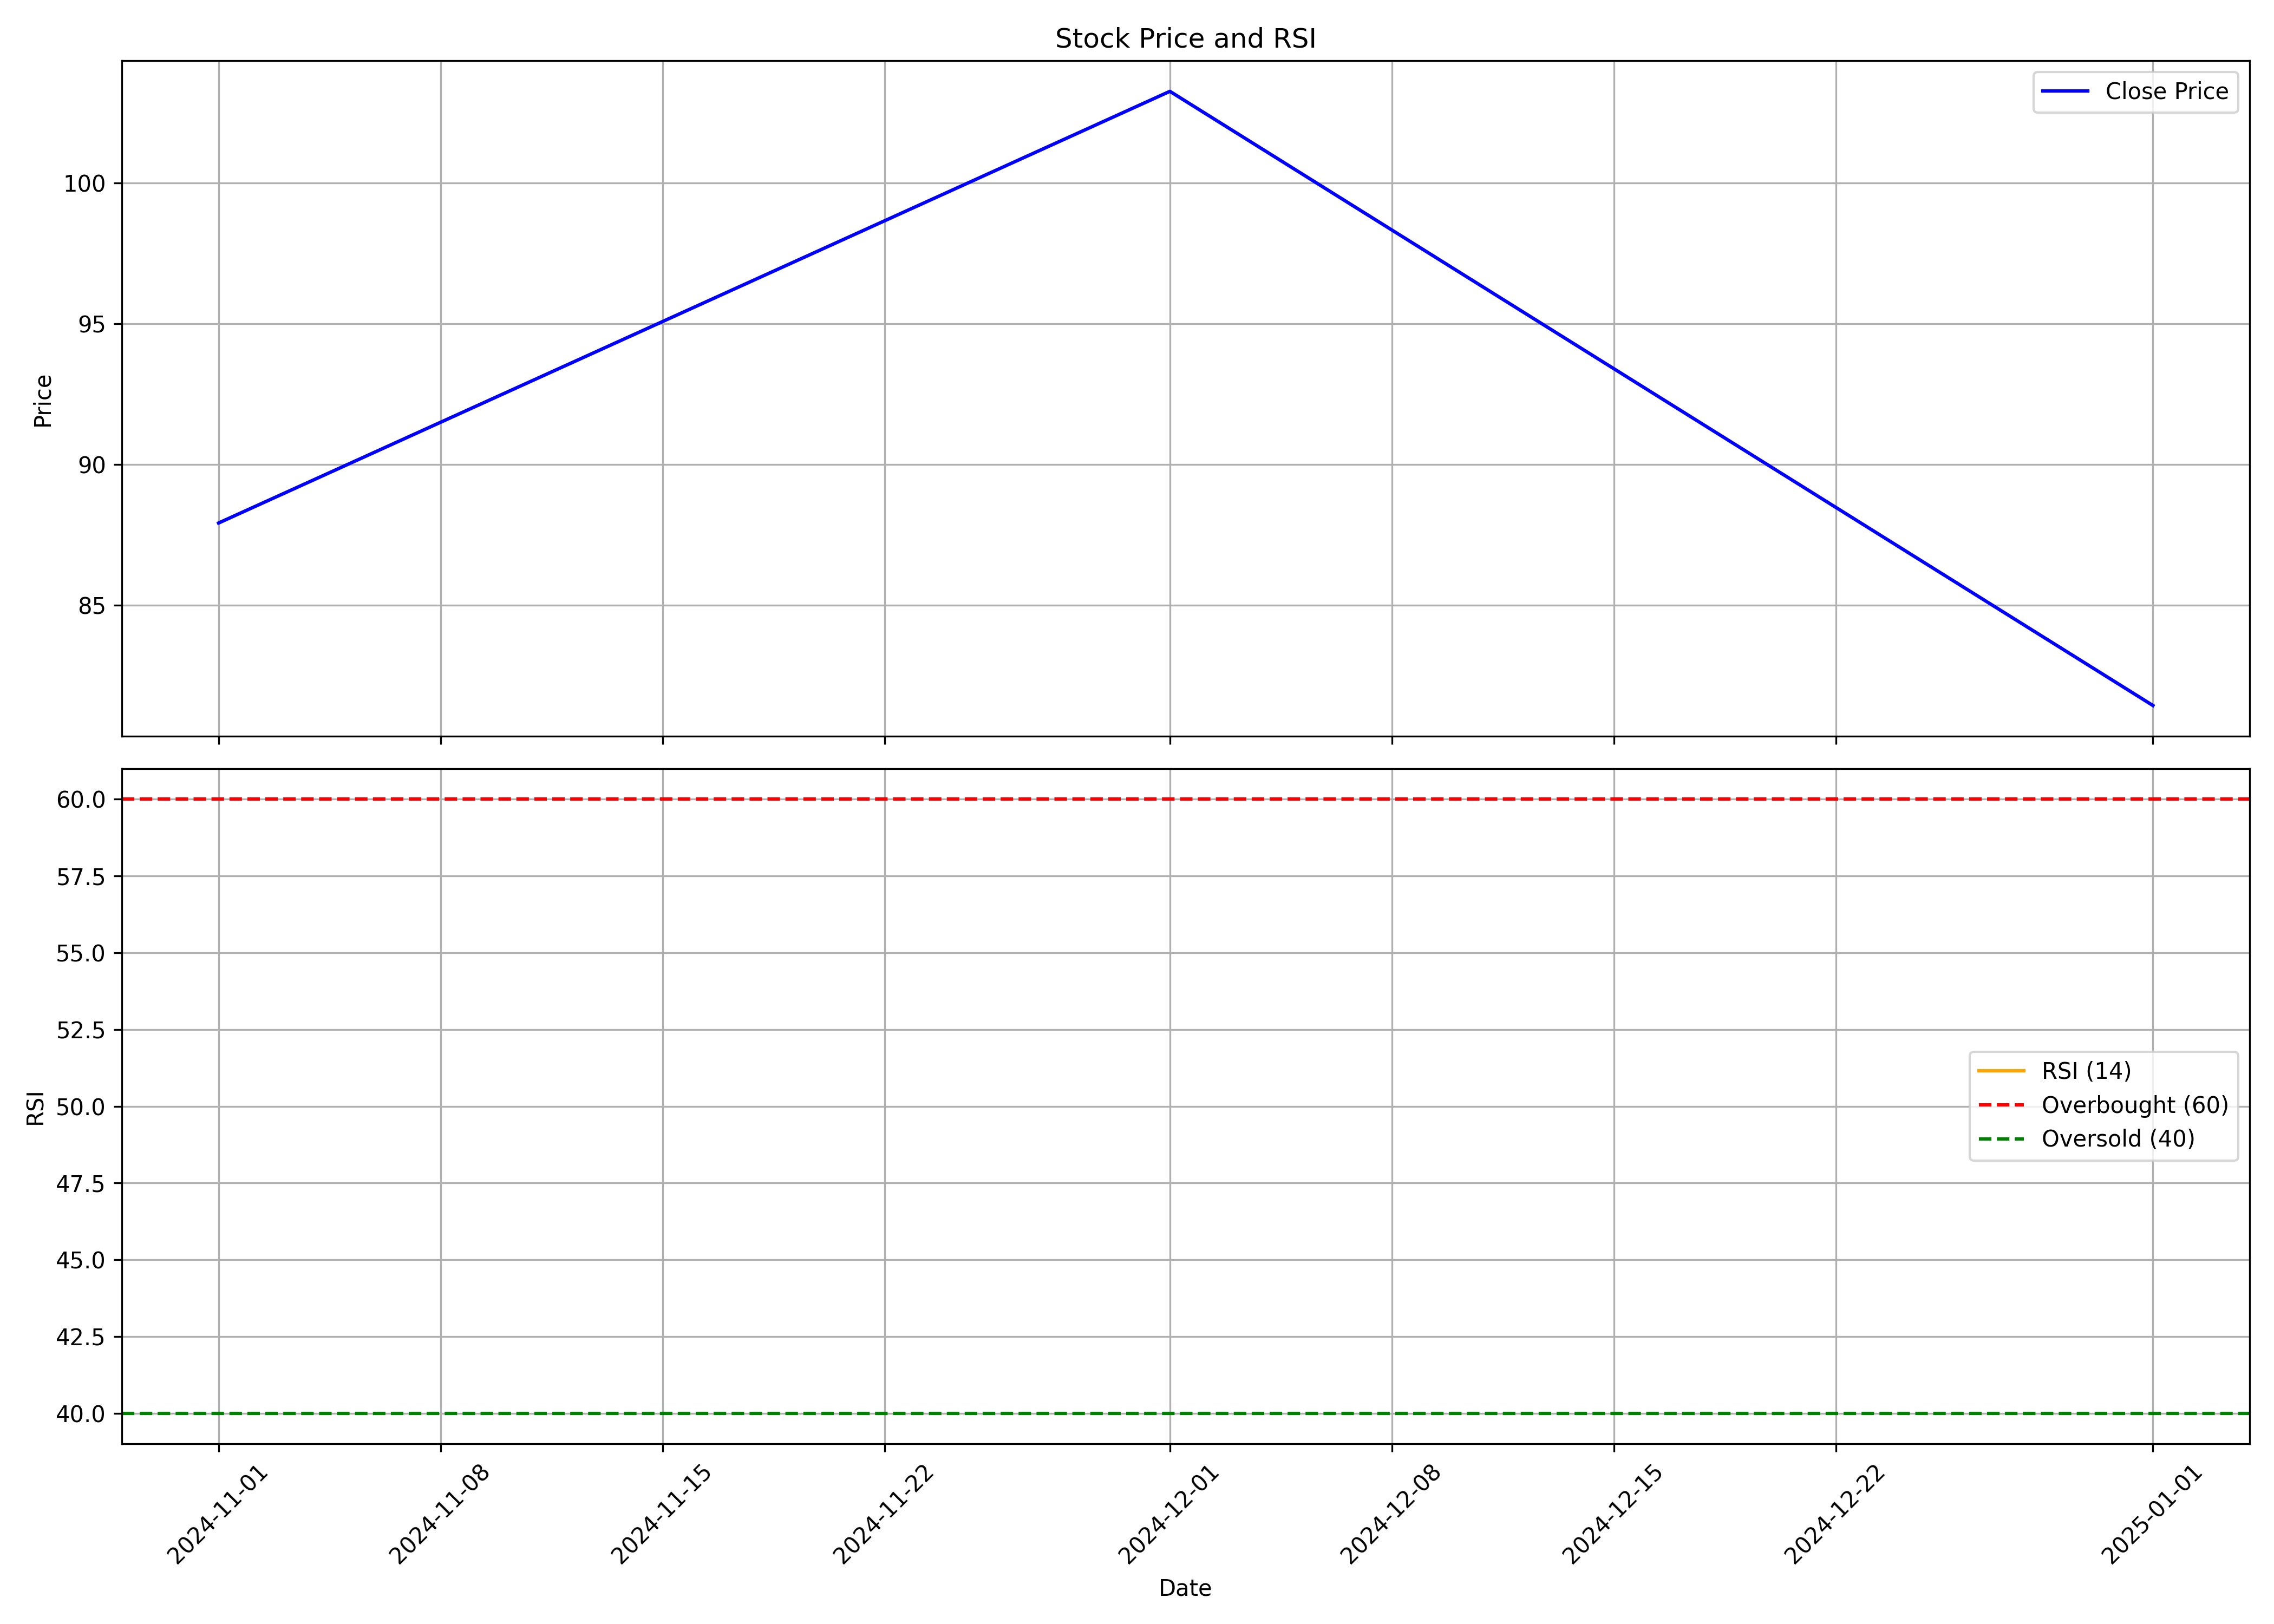 Stock Price and RSI
Close Price
Price
100
95
90
85
RSI
60.0
57.5
55.0
52.5
50.0
47.5
45.0
42.5
40.0
RSI (14)
Overbought (60)
Oversold (40)
2024-11-01
2024-11-08
2024-11-15
2024-11-22
2024-12-01
2024-12-08
2024-12-15
2024-12-22
2025-01-01
Date